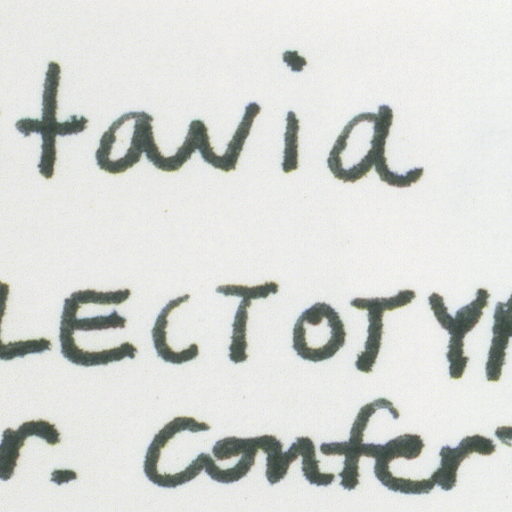 tavia
LECTOTYP
r. Confer